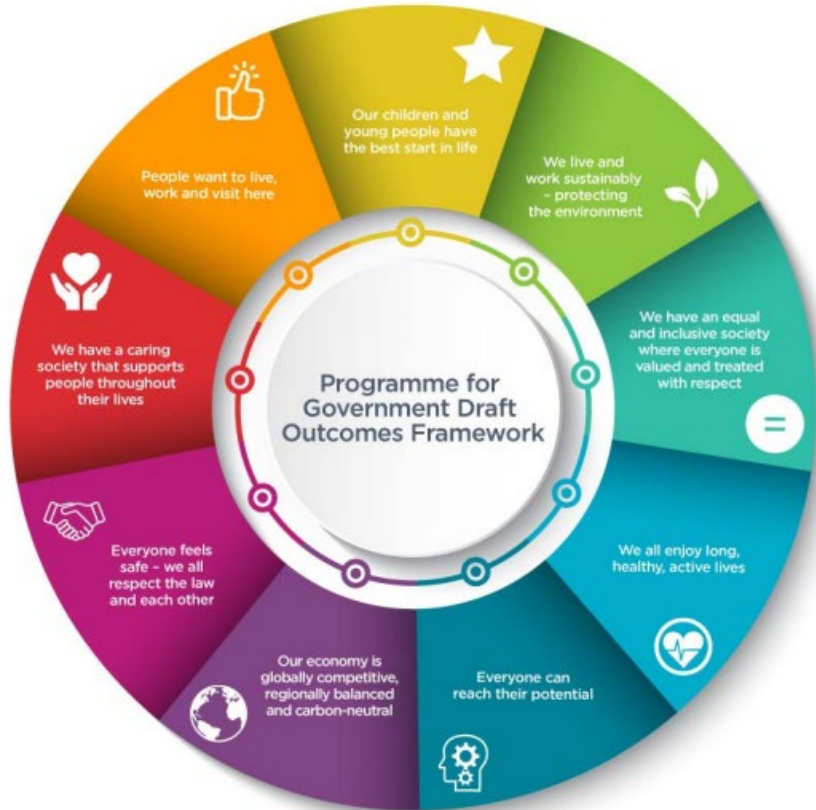 Our children and
young people have
the best start in life
We live and
work sustainably
– protecting
the environment
We have an equal
and inclusive society
where everyone is
valued and treated
with respect
=
We all enjoy long,
healthy, active lives
Everyone can
reach their potential
Our economy is
globally competitive,
regionally balanced
and carbon-neutral
Everyone feels
safe – we all
respect the law
and each other
We have a caring
society that supports
people throughout
their lives
People want to live,
work and visit here
Programme for
Government Draft
Outcomes Framework